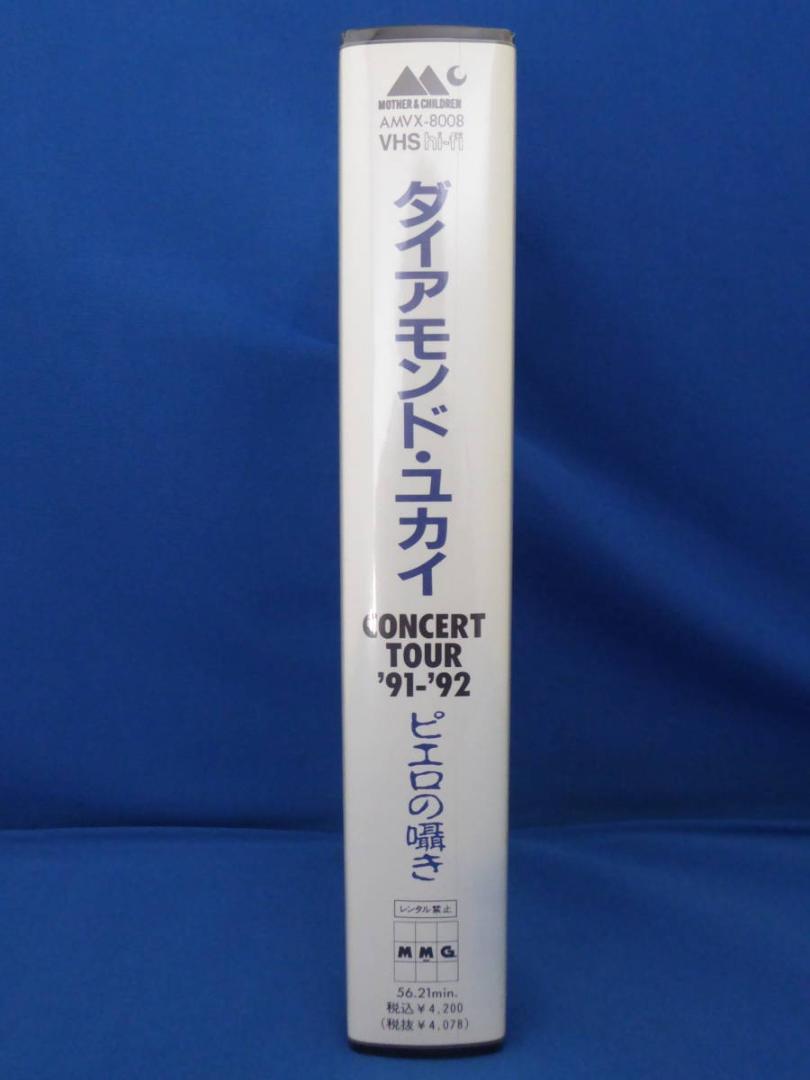 MOTHER & CHILDREN
AMVX-8008
VHS hi-fi
ダイアモンド・ユカイ
CONCERT
TOUR
'91-'92
ピエロの囁き
レンタル禁止
MMG
56.21min.
税込¥4,200
(税抜¥4,078)